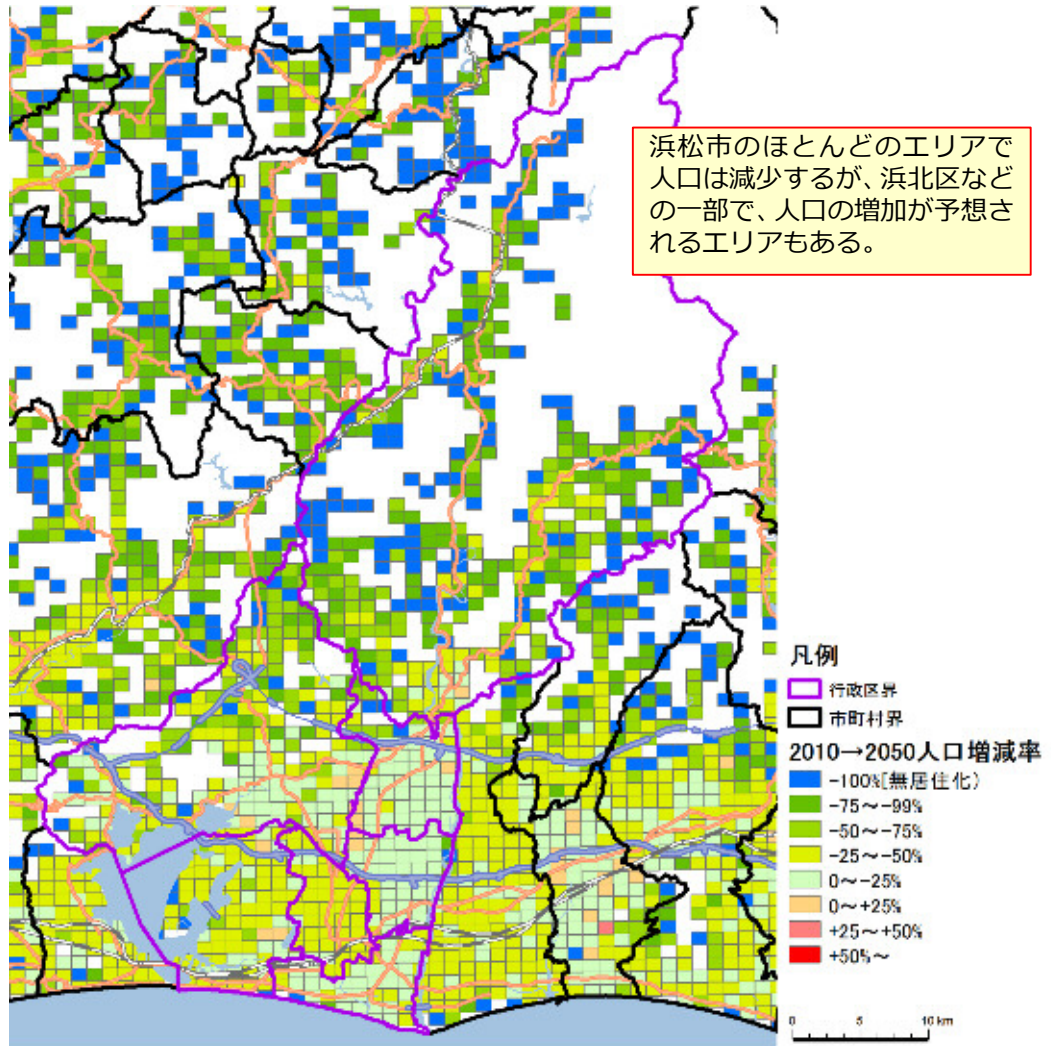 浜松市のほとんどのエリアで
人口は減少するが、浜北区など
の一部で、人口の増加が予想さ
れるエリアもある。
凡例
行政区界
市町村界
2010→2050人口増減率
-100%[無居住化)
-75～-99%
-50～-75%
-25～-50%
0～-25%
0～+25%
+25～+50%
+50%～
0 5 10 km